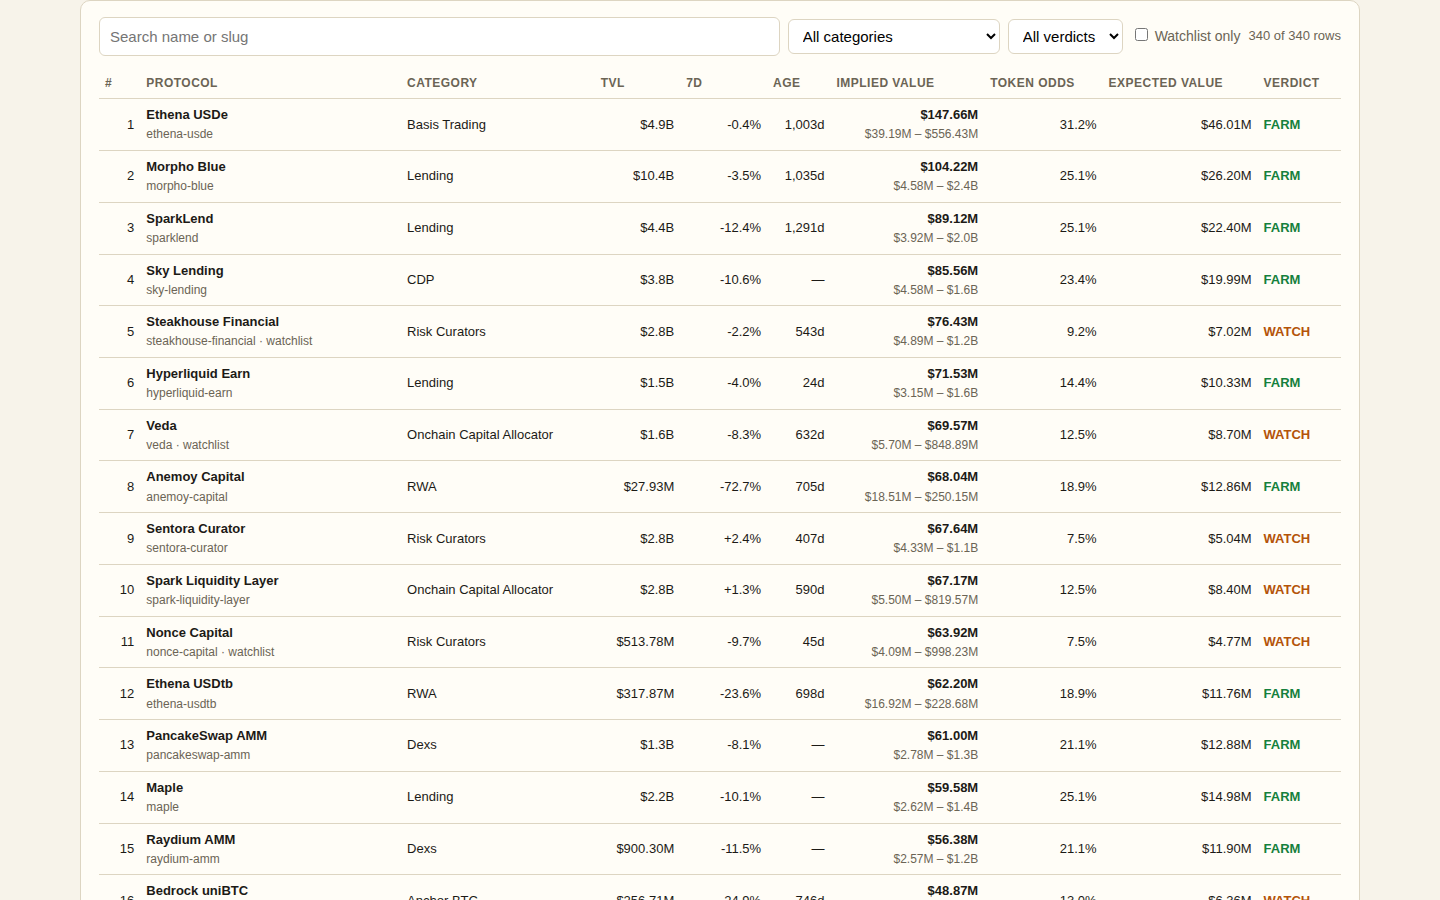 Search name or slug All categories All verdicts Watchlist only 340 of 340 rows
# PROTOCOL CATEGORY TVL 7D AGE IMPLIED VALUE TOKEN ODDS EXPECTED VALUE VERDICT
1 Ethena USDe Basis Trading $4.9B -0.4% 1,003d $147.66M 31.2% $46.01M FARM
ethena-usde $39.19M – $556.43M
2 Morpho Blue Lending $10.4B -3.5% 1,035d $104.22M 25.1% $26.20M FARM
morpho-blue $4.58M – $2.4B
3 SparkLend Lending $4.4B -12.4% 1,291d $89.12M 25.1% $22.40M FARM
sparklend $3.92M – $2.0B
4 Sky Lending CDP $3.8B -10.6% — $85.56M 23.4% $19.99M FARM
sky-lending $4.58M – $1.6B
5 Steakhouse Financial Risk Curators $2.8B -2.2% 543d $76.43M 9.2% $7.02M WATCH
steakhouse-financial · watchlist $4.89M – $1.2B
6 Hyperliquid Earn Lending $1.5B -4.0% 24d $71.53M 14.4% $10.33M FARM
hyperliquid-earn $3.15M – $1.6B
7 Veda Onchain Capital Allocator $1.6B -8.3% 632d $69.57M 12.5% $8.70M WATCH
veda · watchlist $5.70M – $848.89M
8 Anemoy Capital RWA $27.93M -72.7% 705d $68.04M 18.9% $12.86M FARM
anemoy-capital $18.51M – $250.15M
9 Sentora Curator Risk Curators $2.8B +2.4% 407d $67.64M 7.5% $5.04M WATCH
sentora-curator $4.33M – $1.1B
10 Spark Liquidity Layer Onchain Capital Allocator $2.8B +1.3% 590d $67.17M 12.5% $8.40M WATCH
spark-liquidity-layer $5.50M – $819.57M
11 Nonce Capital Risk Curators $513.78M -9.7% 45d $63.92M 7.5% $4.77M WATCH
nonce-capital · watchlist $4.09M – $998.23M
12 Ethena USDtb RWA $317.87M -23.6% 698d $62.20M 18.9% $11.76M FARM
ethena-usdtb $16.92M – $228.68M
13 PancakeSwap AMM Dexs $1.3B -8.1% — $61.00M 21.1% $12.88M FARM
pancakeswap-amm $2.78M – $1.3B
14 Maple Lending $2.2B -10.1% — $59.58M 25.1% $14.98M FARM
maple $2.62M – $1.4B
15 Raydium AMM Dexs $900.30M -11.5% — $56.38M 21.1% $11.90M FARM
raydium-amm $2.57M – $1.2B
Bedrock uniBTC $48.87M